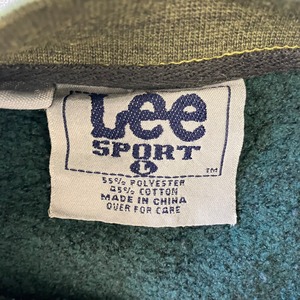 Lee
SPORT
L
TM
55% POLYESTER
45% COTTON
MADE IN CHINA
OVER FOR CARE